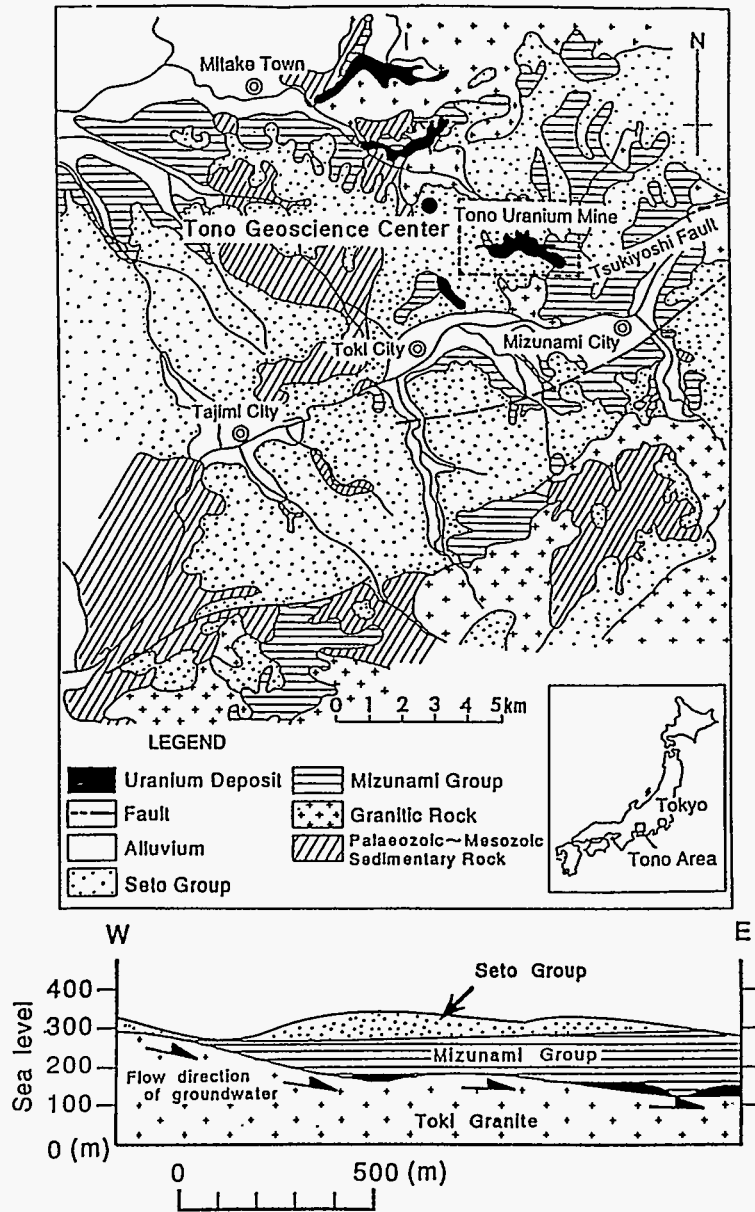 Mitake Town
N
Tono Geoscience Center
Tono Uranium Mine
Tsukiyoshi Fault
Toki City
Mizunami City
Tajimi City
0 1 2 3 4 5km
LEGEND
Uranium Deposit
Fault
Alluvium
Seto Group
Mizunami Group
Granitic Rock
Palaeozoic~Mesozoic
Sedimentary Rock
Tokyo
Tono Area
W
E
Seto Group
400
300
200
100
0 (m)
Sea level
Mizunami Group
Flow direction
of groundwater
Toki Granite
0 500 (m)